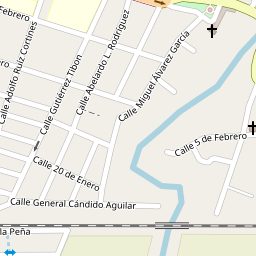 Febrero
Calle Adolfo Ruíz Cortines
Calle Gutiérrez Tibon
Calle Abelardo L. Rodríguez
Calle Miguel Álvarez García
Calle 5 de Febrero
Calle 20 de Enero
Calle General Cándido Aguilar
la Peña